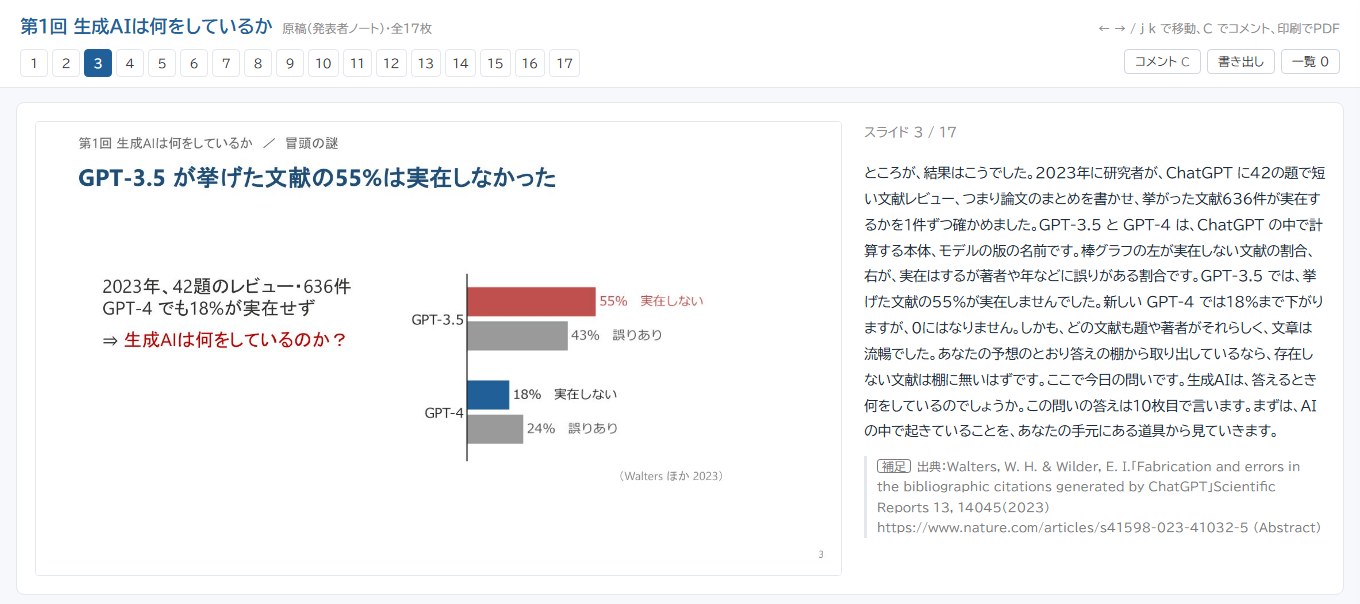 第1回 生成AIは何をしているか 原稿(発表者ノート)・全17枚
← → / j k で移動、C でコメント、印刷でPDF
1 2 3 4 5 6 7 8 9 10 11 12 13 14 15 16 17
コメント C 書き出し 一覧 0
第1回 生成AIは何をしているか ／ 冒頭の謎
GPT-3.5 が挙げた文献の55%は実在しなかった
2023年、42題のレビュー・636件
GPT-4 でも18%が実在せず
⇒ 生成AIは何をしているのか？
GPT-3.5
55% 実在しない
43% 誤りあり
GPT-4
18% 実在しない
24% 誤りあり
（Walters ほか 2023）
3
スライド 3 / 17
ところが、結果はこうでした。2023年に研究者が、ChatGPT に42の題で短
い文献レビュー、つまり論文のまとめを書かせ、挙がった文献636件が実在す
るかを1件ずつ確かめました。GPT-3.5 と GPT-4 は、ChatGPT の中で計
算する本体、モデルの版の名前です。棒グラフの左が実在しない文献の割合、
右が、実在はするが著者や年などに誤りがある割合です。GPT-3.5 では、挙
げた文献の55%が実在しませんでした。新しい GPT-4 では18%まで下がり
ますが、0にはなりません。しかも、どの文献も題や著者がそれらしく、文章は
流暢でした。あなたの予想のとおり答えの棚から取り出しているなら、存在し
ない文献は棚に無いはずです。ここで今日の問いです。生成AIは、答えるとき
何をしているのでしょうか。この問いの答えは10枚目で言います。まずは、AI
の中で起きていることを、あなたの手元にある道具から見ていきます。
補足 出典：Walters, W. H. & Wilder, E. I.「Fabrication and errors in
the bibliographic citations generated by ChatGPT」Scientific
Reports 13, 14045（2023）
https://www.nature.com/articles/s41598-023-41032-5 (Abstract)